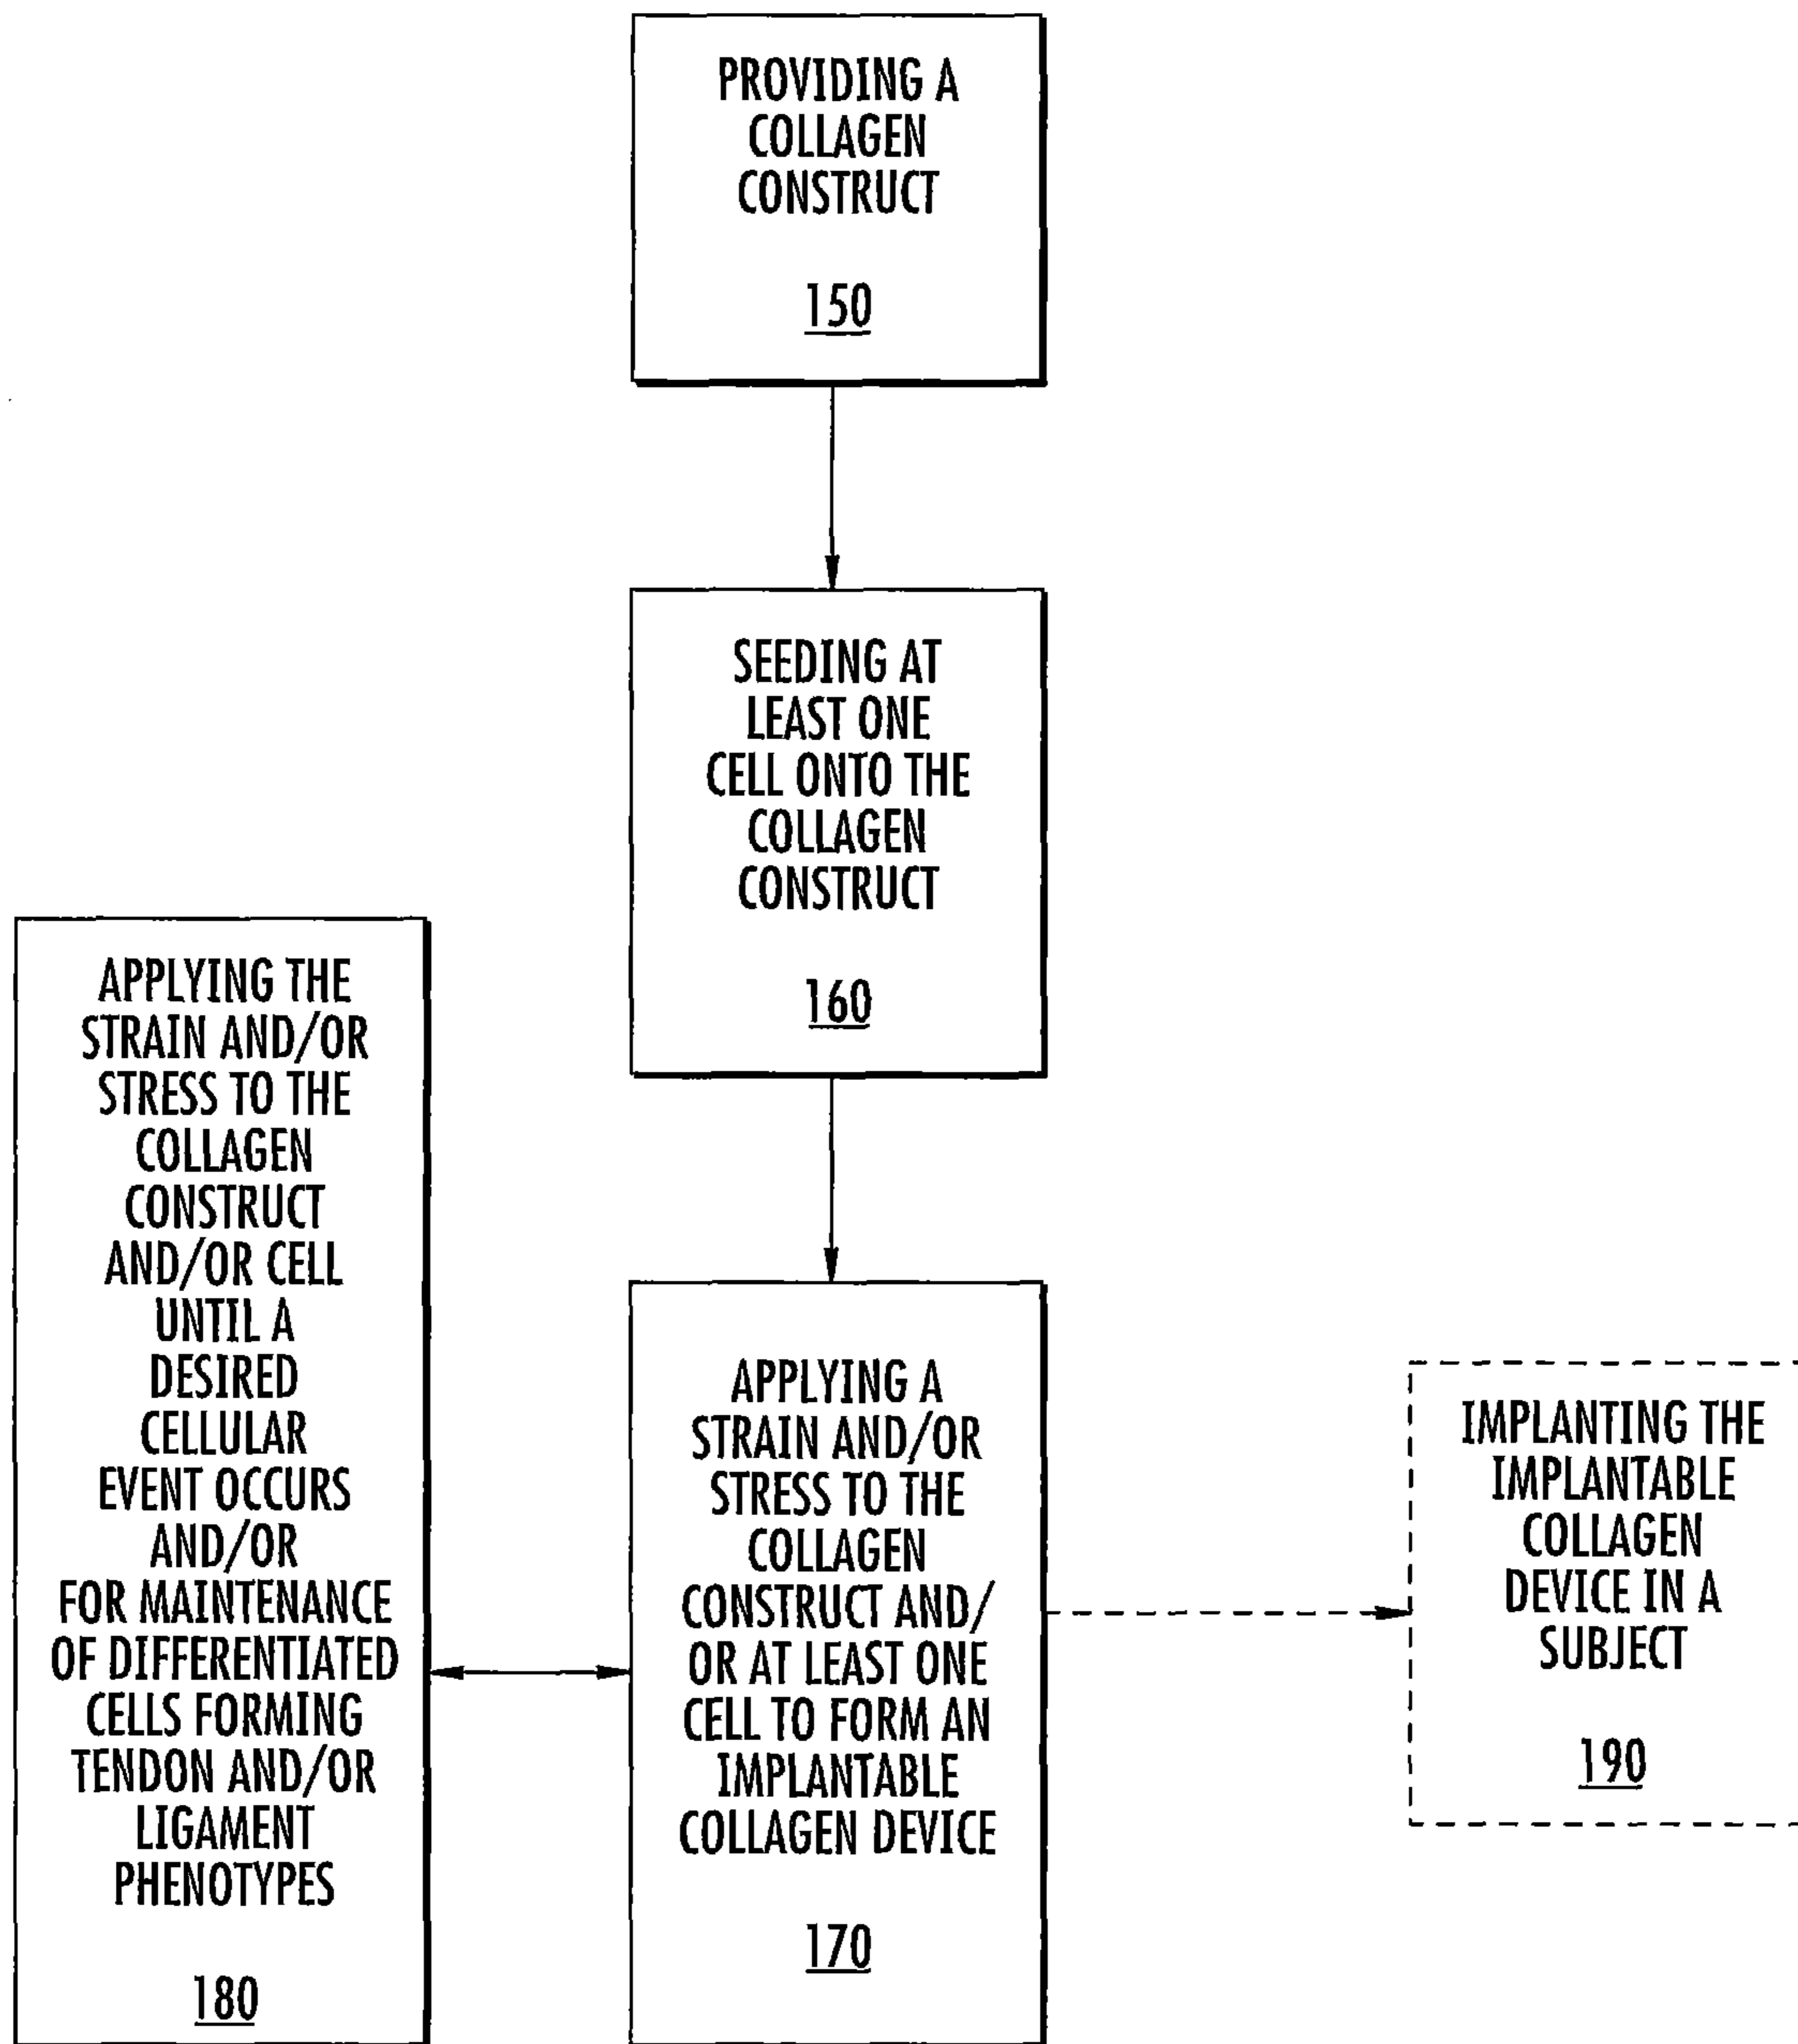 PROVIDING A
COLLAGEN
CONSTRUCT
150
SEEDING AT
LEAST ONE
CELL ONTO THE
COLLAGEN
CONSTRUCT
160
APPLYING THE
STRAIN AND/OR
STRESS TO THE
COLLAGEN
CONSTRUCT
AND/OR CELL
UNTIL A
DESIRED
CELLULAR
EVENT OCCURS
AND/OR
FOR MAINTENANCE
OF DIFFERENTIATED
CELLS FORMING
TENDON AND/OR
LIGAMENT
PHENOTYPES
180
APPLYING A
STRAIN AND/OR
STRESS TO THE
COLLAGEN
CONSTRUCT AND/
OR AT LEAST ONE
CELL TO FORM AN
IMPLANTABLE
COLLAGEN DEVICE
170
IMPLANTING THE
IMPLANTABLE
COLLAGEN
DEVICE IN A
SUBJECT
190